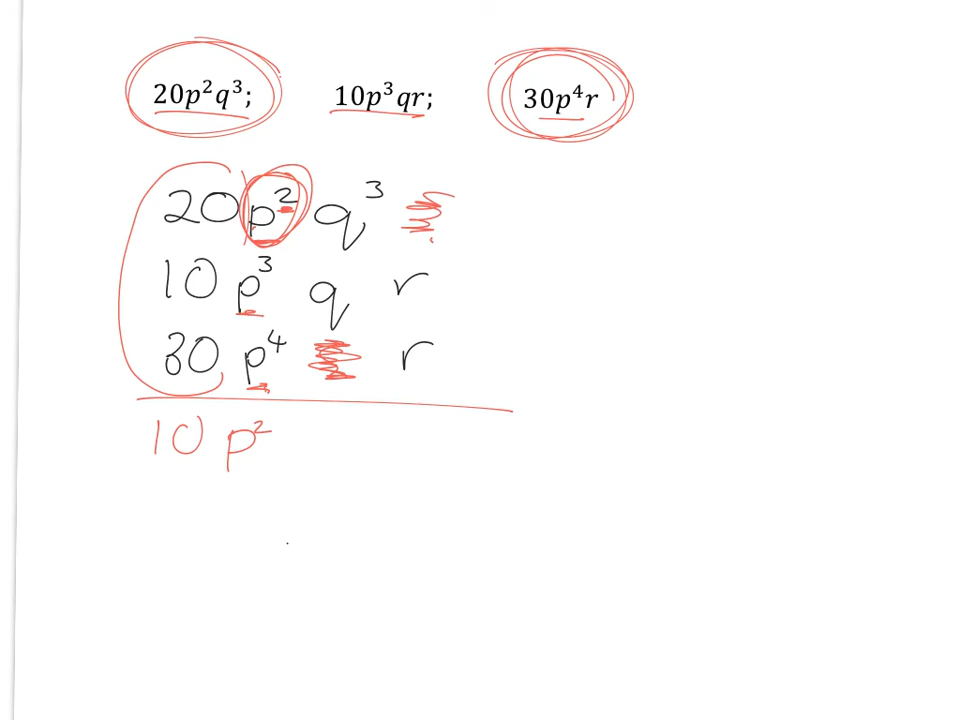 20p²q³; 10p³qr; 30p⁴r
20p² q³
10 p³ q r
30 p⁴ r
10 p²